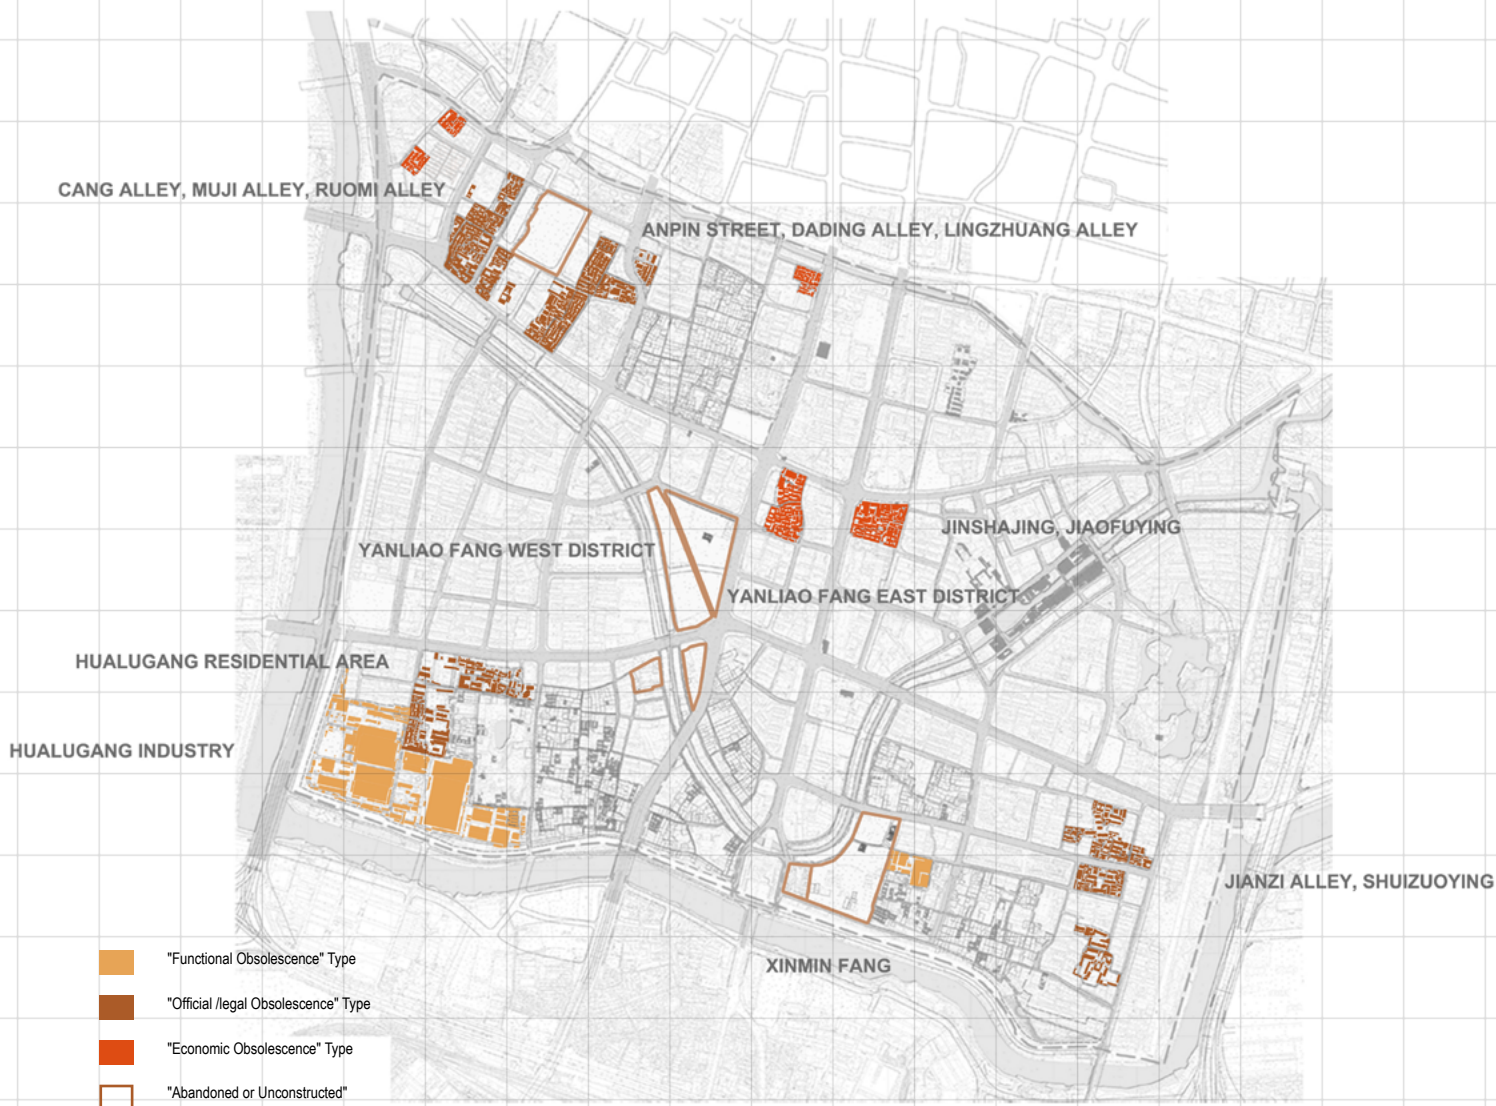 CANG ALLEY, MUJI ALLEY, RUOMI ALLEY
ANPIN STREET, DADING ALLEY, LINGZHUANG ALLEY
JINSHAJING, JIAOFUYING
YANLIAO FANG WEST DISTRICT
YANLIAO FANG EAST DISTRICT
HUALUGANG RESIDENTIAL AREA
HUALUGANG INDUSTRY
JIANZI ALLEY, SHUIZUOYING
XINMIN FANG
"Functional Obsolescence" Type
"Official /legal Obsolescence" Type
"Economic Obsolescence" Type
"Abandoned or Unconstructed"